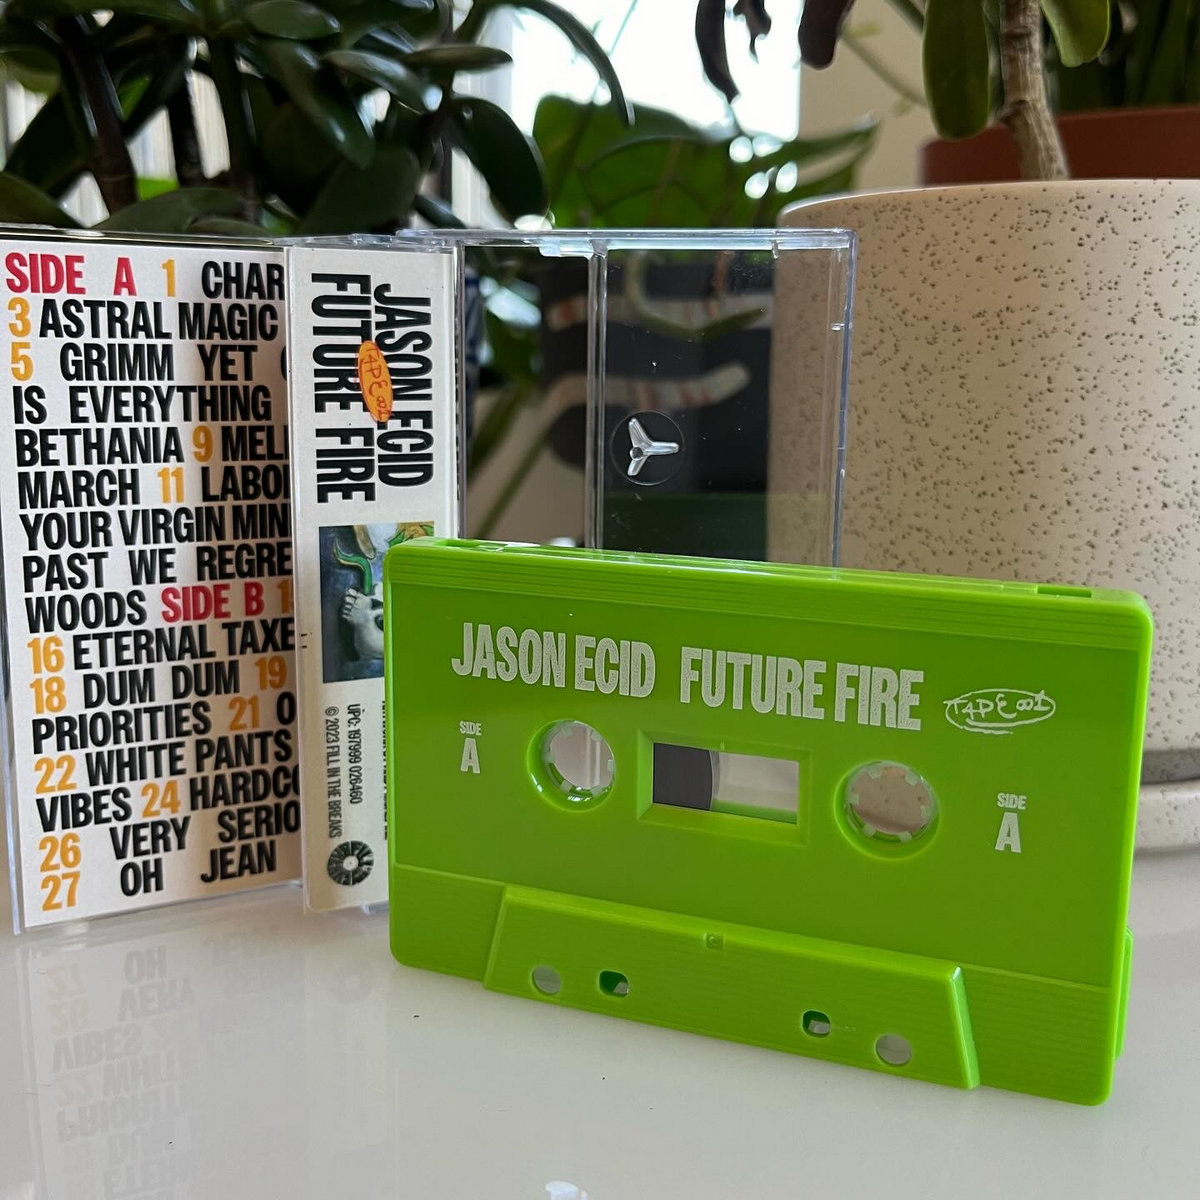 SIDE A 1 CHAR
3 ASTRAL MAGIC
5 GRIMM YET
IS EVERYTHING
BETHANIA 9 MEL
MARCH 11 LABO
YOUR VIRGIN MIN
PAST WE REGRE
WOODS SIDE B 1
16 ETERNAL TAXE
18 DUM DUM 19
PRIORITIES 21 O
22 WHITE PANTS
VIBES 24 HARDCO
26 VERY SERIO
27 OH JEAN
JASON ECID
FUTURE FIRE
TAPE 001
UPC: 197999 026460
© 2023 FILL IN THE BREAKS
JASON ECID FUTURE FIRE TAPE 001
SIDE
A
SIDE
A